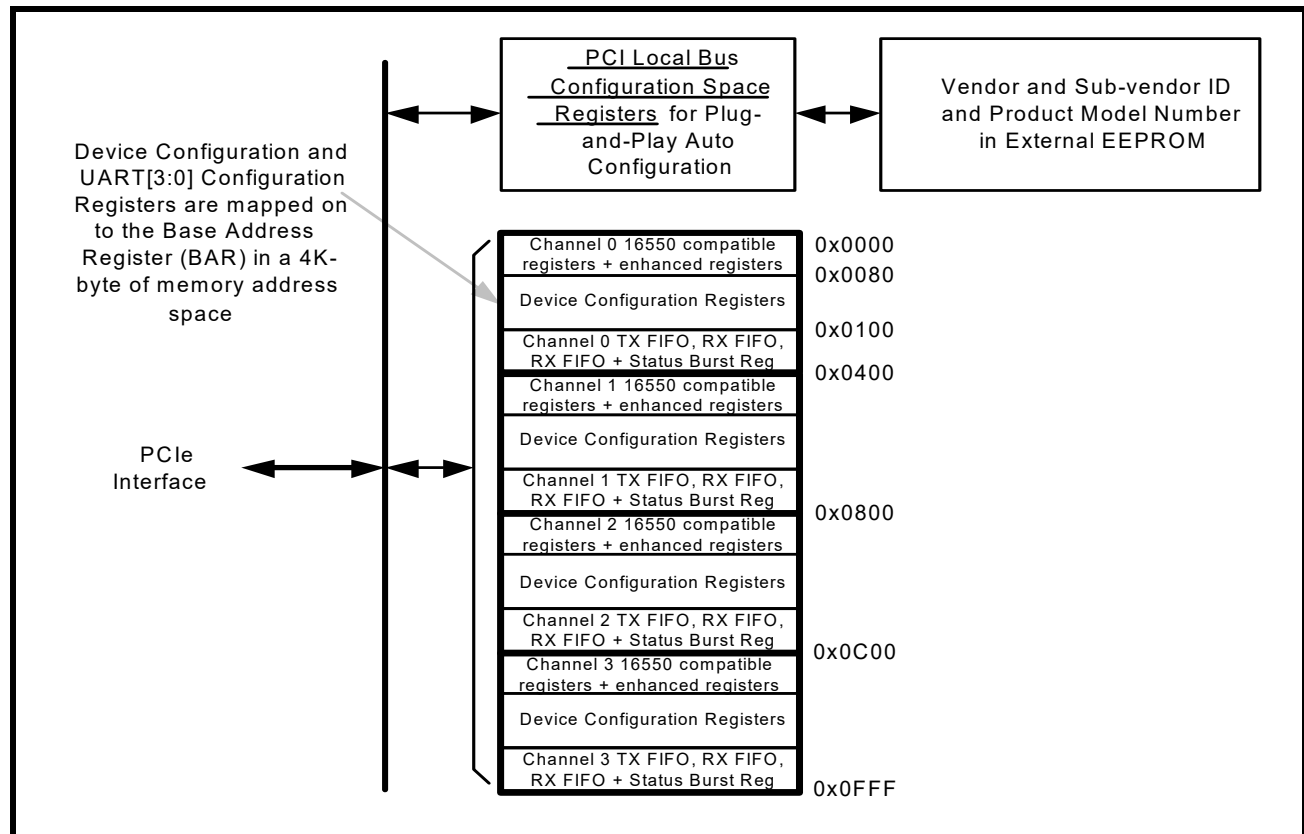 PCI Local Bus
Configuration Space
Registers for Plug-
and-Play Auto
Configuration
Vendor and Sub-vendor ID
and Product Model Number
in External EEPROM
Device Configuration and
UART[3:0] Configuration
Registers are mapped on
to the Base Address
Register (BAR) in a 4K-
byte of memory address
space
PCIe
Interface
Channel 0 16550 compatible
registers + enhanced registers
0x0000
0x0080
Device Configuration Registers
0x0100
Channel 0 TX FIFO, RX FIFO,
RX FIFO + Status Burst Reg
0x0400
Channel 1 16550 compatible
registers + enhanced registers
Device Configuration Registers
Channel 1 TX FIFO, RX FIFO,
RX FIFO + Status Burst Reg
0x0800
Channel 2 16550 compatible
registers + enhanced registers
Device Configuration Registers
Channel 2 TX FIFO, RX FIFO,
RX FIFO + Status Burst Reg
0x0C00
Channel 3 16550 compatible
registers + enhanced registers
Device Configuration Registers
Channel 3 TX FIFO, RX FIFO,
RX FIFO + Status Burst Reg
0x0FFF